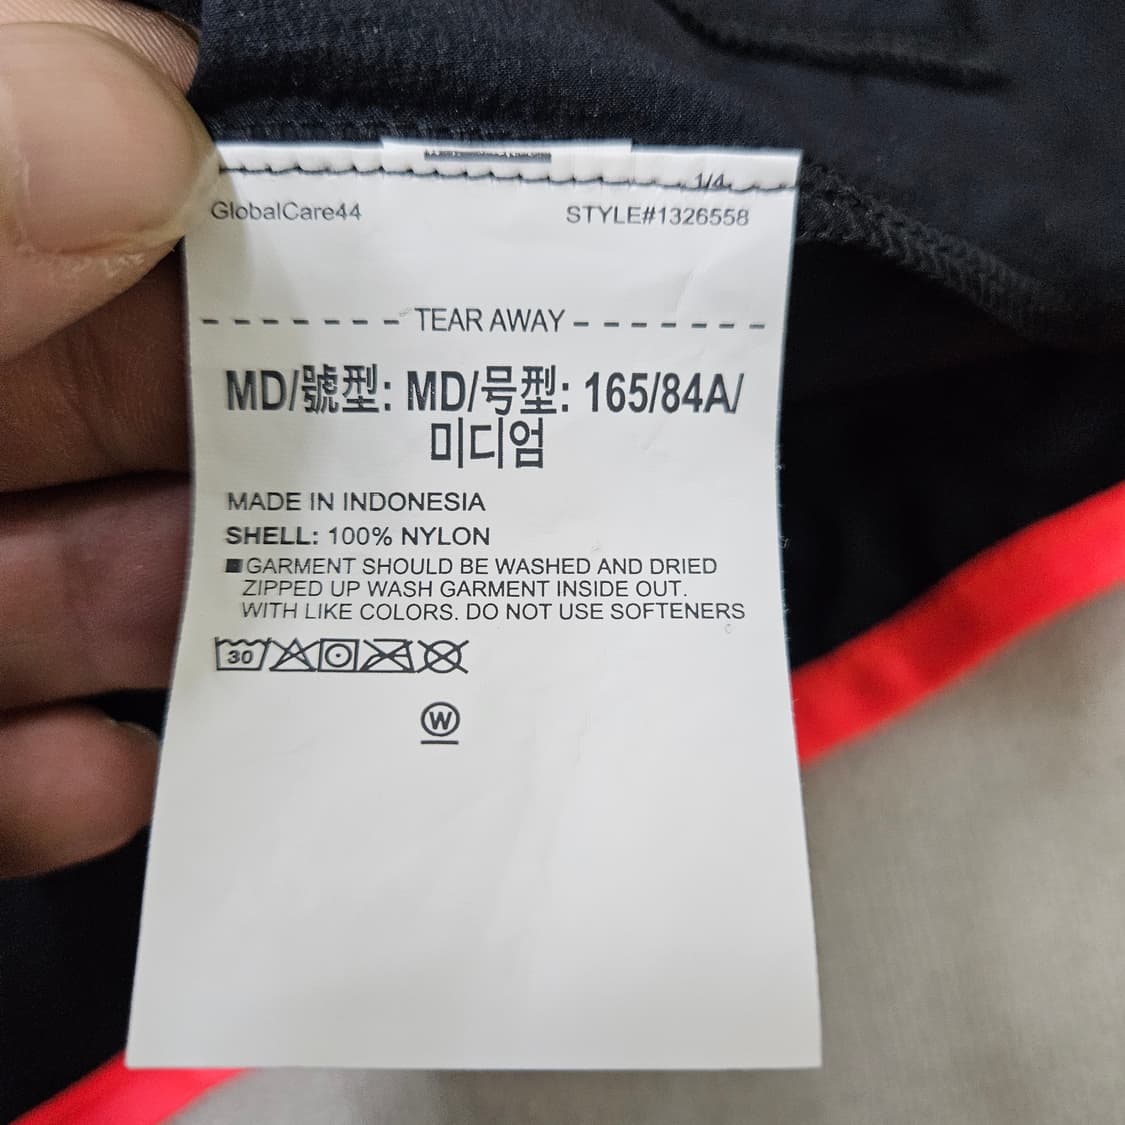 1/4
GlobalCare44 STYLE#1326558
TEAR AWAY
MD/號型: MD/号型: 165/84A/
미디엄
MADE IN INDONESIA
SHELL: 100% NYLON
■GARMENT SHOULD BE WASHED AND DRIED
ZIPPED UP WASH GARMENT INSIDE OUT.
WITH LIKE COLORS. DO NOT USE SOFTENERS
30
W